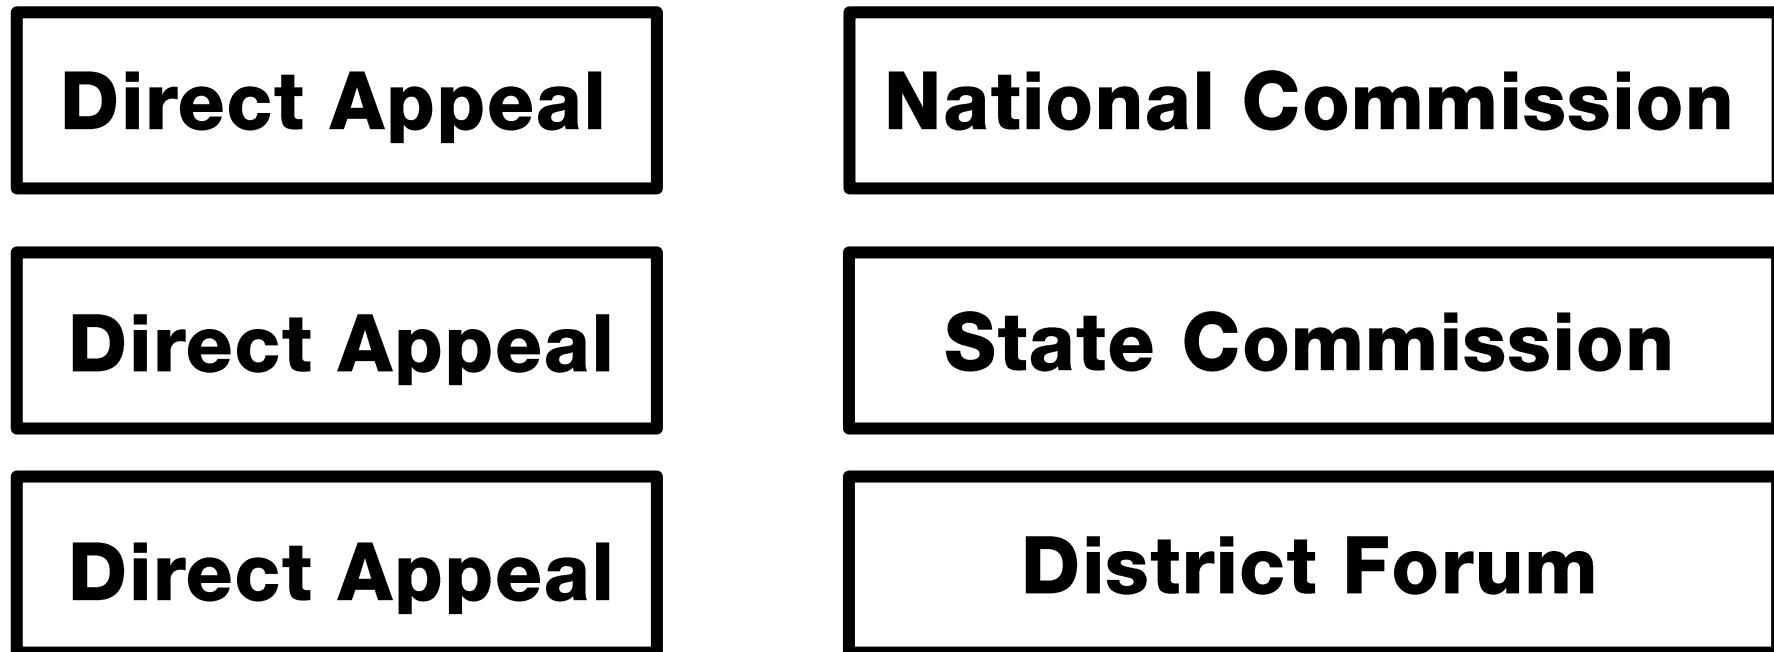 Direct Appeal
National Commission
Direct Appeal
State Commission
Direct Appeal
District Forum